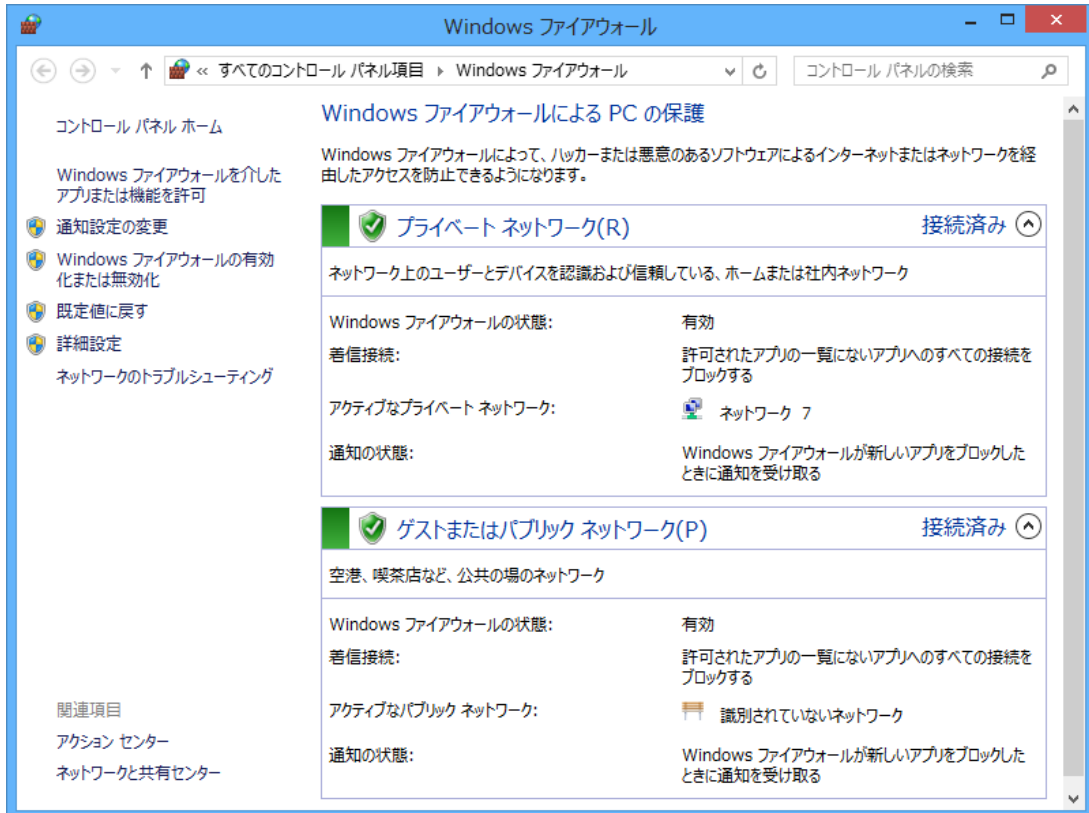 Windows ファイアウォール
« すべてのコントロール パネル項目 ▸ Windows ファイアウォール
コントロール パネルの検索
コントロール パネル ホーム
Windows ファイアウォールを介した
アプリまたは機能を許可
通知設定の変更
Windows ファイアウォールの有効
化または無効化
既定値に戻す
詳細設定
ネットワークのトラブルシューティング
関連項目
アクション センター
ネットワークと共有センター
Windows ファイアウォールによる PC の保護
Windows ファイアウォールによって、ハッカーまたは悪意のあるソフトウェアによるインターネットまたはネットワークを経
由したアクセスを防止できるようになります。
プライベート ネットワーク(R) 接続済み
ネットワーク上のユーザーとデバイスを認識および信頼している、ホームまたは社内ネットワーク
Windows ファイアウォールの状態: 有効
着信接続: 許可されたアプリの一覧にないアプリへのすべての接続を
ブロックする
アクティブなプライベート ネットワーク: ネットワーク 7
通知の状態: Windows ファイアウォールが新しいアプリをブロックした
ときに通知を受け取る
ゲストまたはパブリック ネットワーク(P) 接続済み
空港、喫茶店など、公共の場のネットワーク
Windows ファイアウォールの状態: 有効
着信接続: 許可されたアプリの一覧にないアプリへのすべての接続を
ブロックする
アクティブなパブリック ネットワーク: 識別されていないネットワーク
通知の状態: Windows ファイアウォールが新しいアプリをブロックした
ときに通知を受け取る